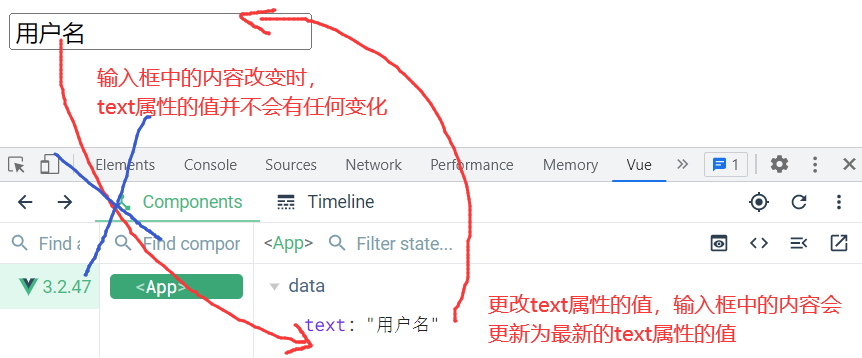 用户名
输入框中的内容改变时，
text属性的值并不会有任何变化
Elements Console Sources Network Performance Memory Vue 1
Components Timeline
Find a Find compor <App> Filter state...
3.2.47 <App> data
text: "用户名"
更改text属性的值，输入框中的内容会
更新为最新的text属性的值